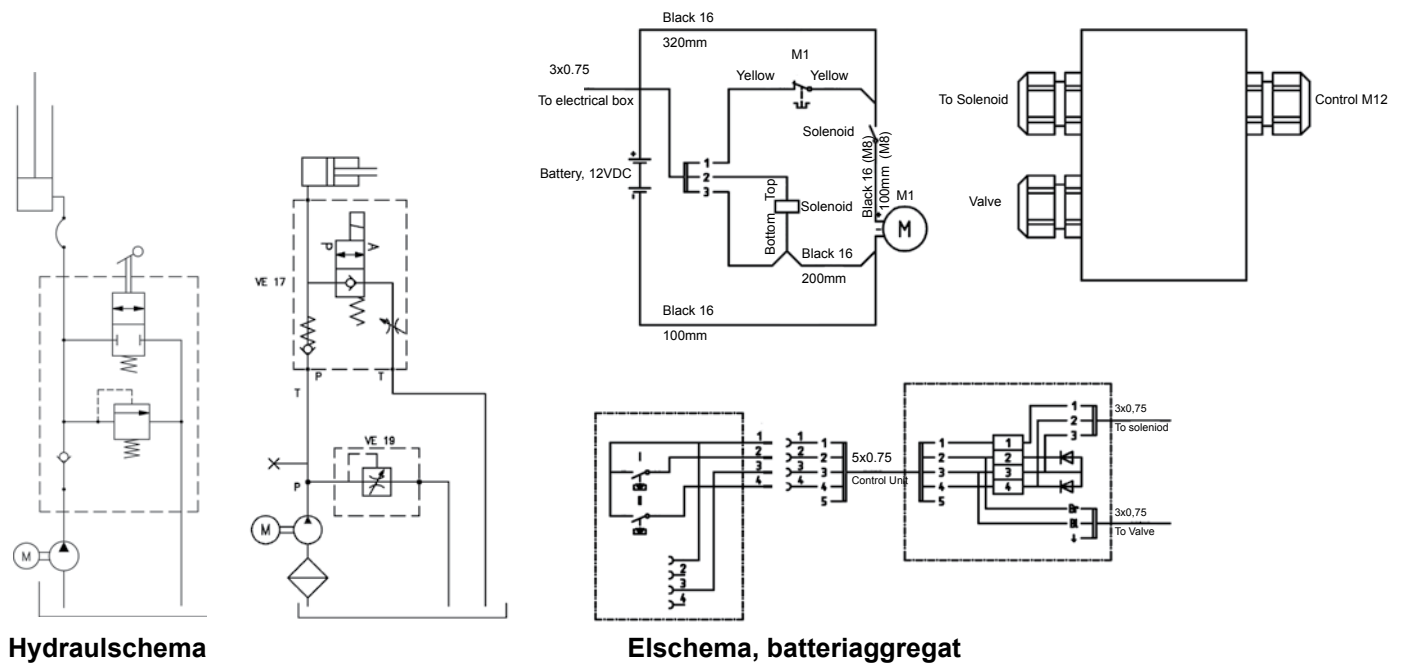 VE 17
P
A
P
T
T
VE 19
P
M
M
Hydraulschema
Black 16
320mm
M1
3x0.75
Yellow
Yellow
To electrical box
Solenoid
Battery, 12VDC
+
-
1
2
3
Top
Solenoid
Bottom
Black 16 (M8)
100mm (M8)
M1
M
Black 16
200mm
Black 16
100mm
To Solenoid
Control M12
Valve
I
II
1
2
3
4
2
3
4
1
2
3
4
1
2
3
4
5
5x0.75
Control Unit
1
2
3
4
5
1
2
3
4
1
2
3
3x0,75
To soleniod
Br
Bl
3x0,75
To Valve
Elschema, batteriaggregat